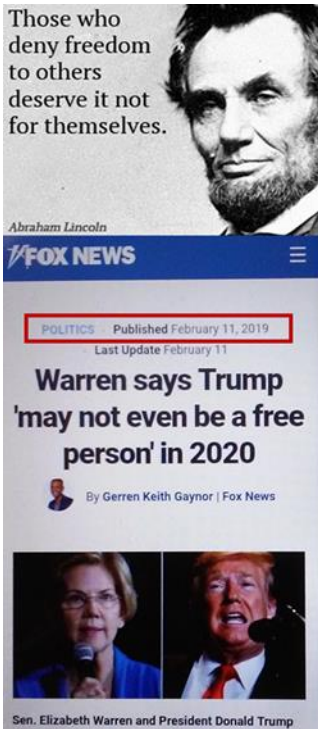 Those who
deny freedom
to others
deserve it not
for themselves.
Abraham Lincoln
FOX NEWS
POLITICS · Published February 11, 2019
· Last Update February 11
Warren says Trump
'may not even be a free
person' in 2020
By Gerren Keith Gaynor | Fox News
Sen. Elizabeth Warren and President Donald Trump